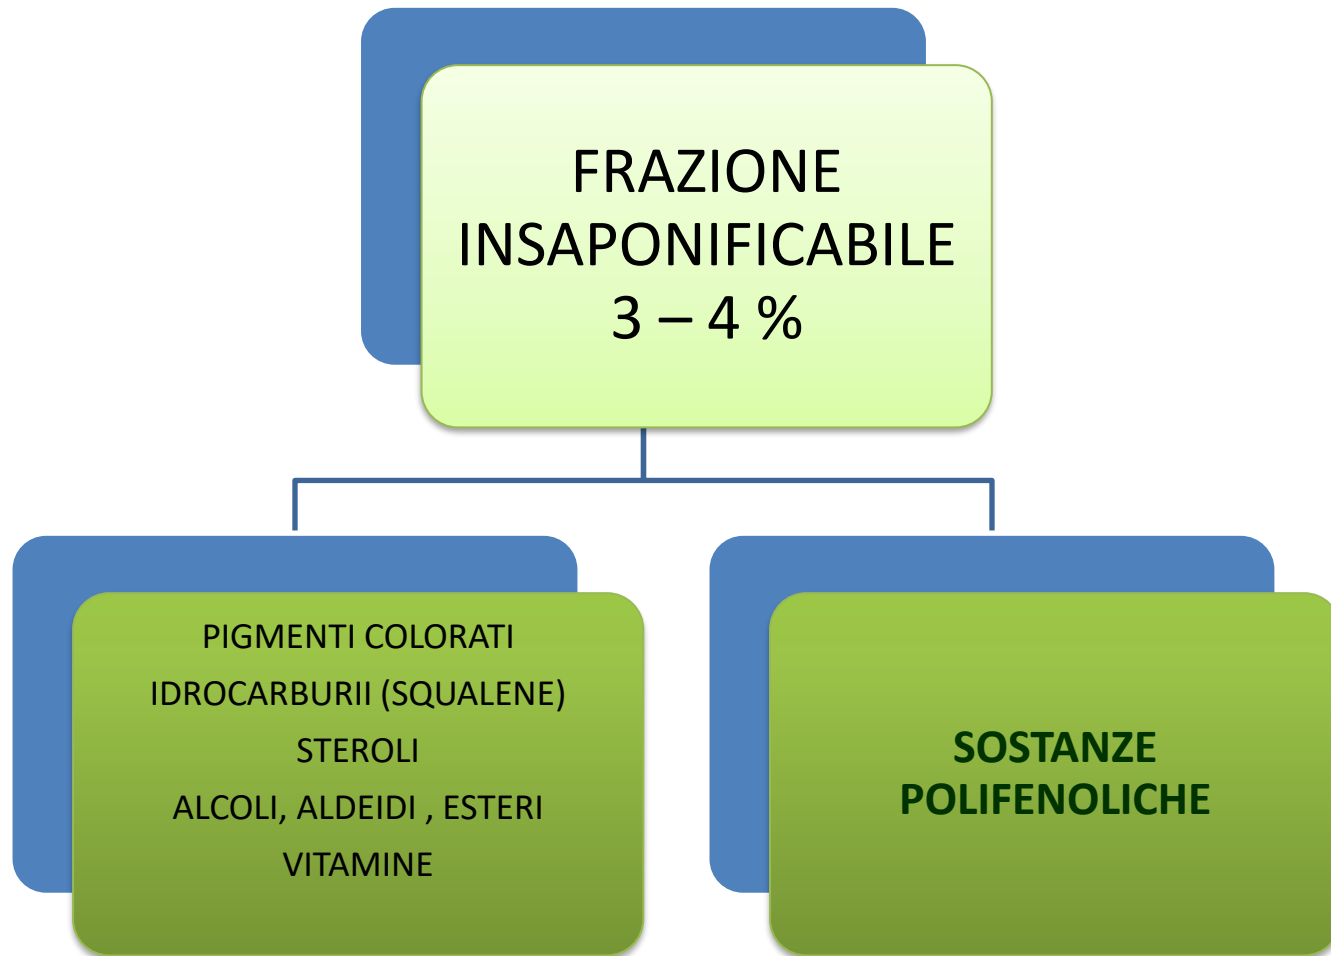 FRAZIONE
INSAPONIFICABILE
3 – 4 %
PIGMENTI COLORATI
IDROCARBURII (SQUALENE)
STEROLI
ALCOLI, ALDEIDI , ESTERI
VITAMINE
SOSTANZE
POLIFENOLICHE